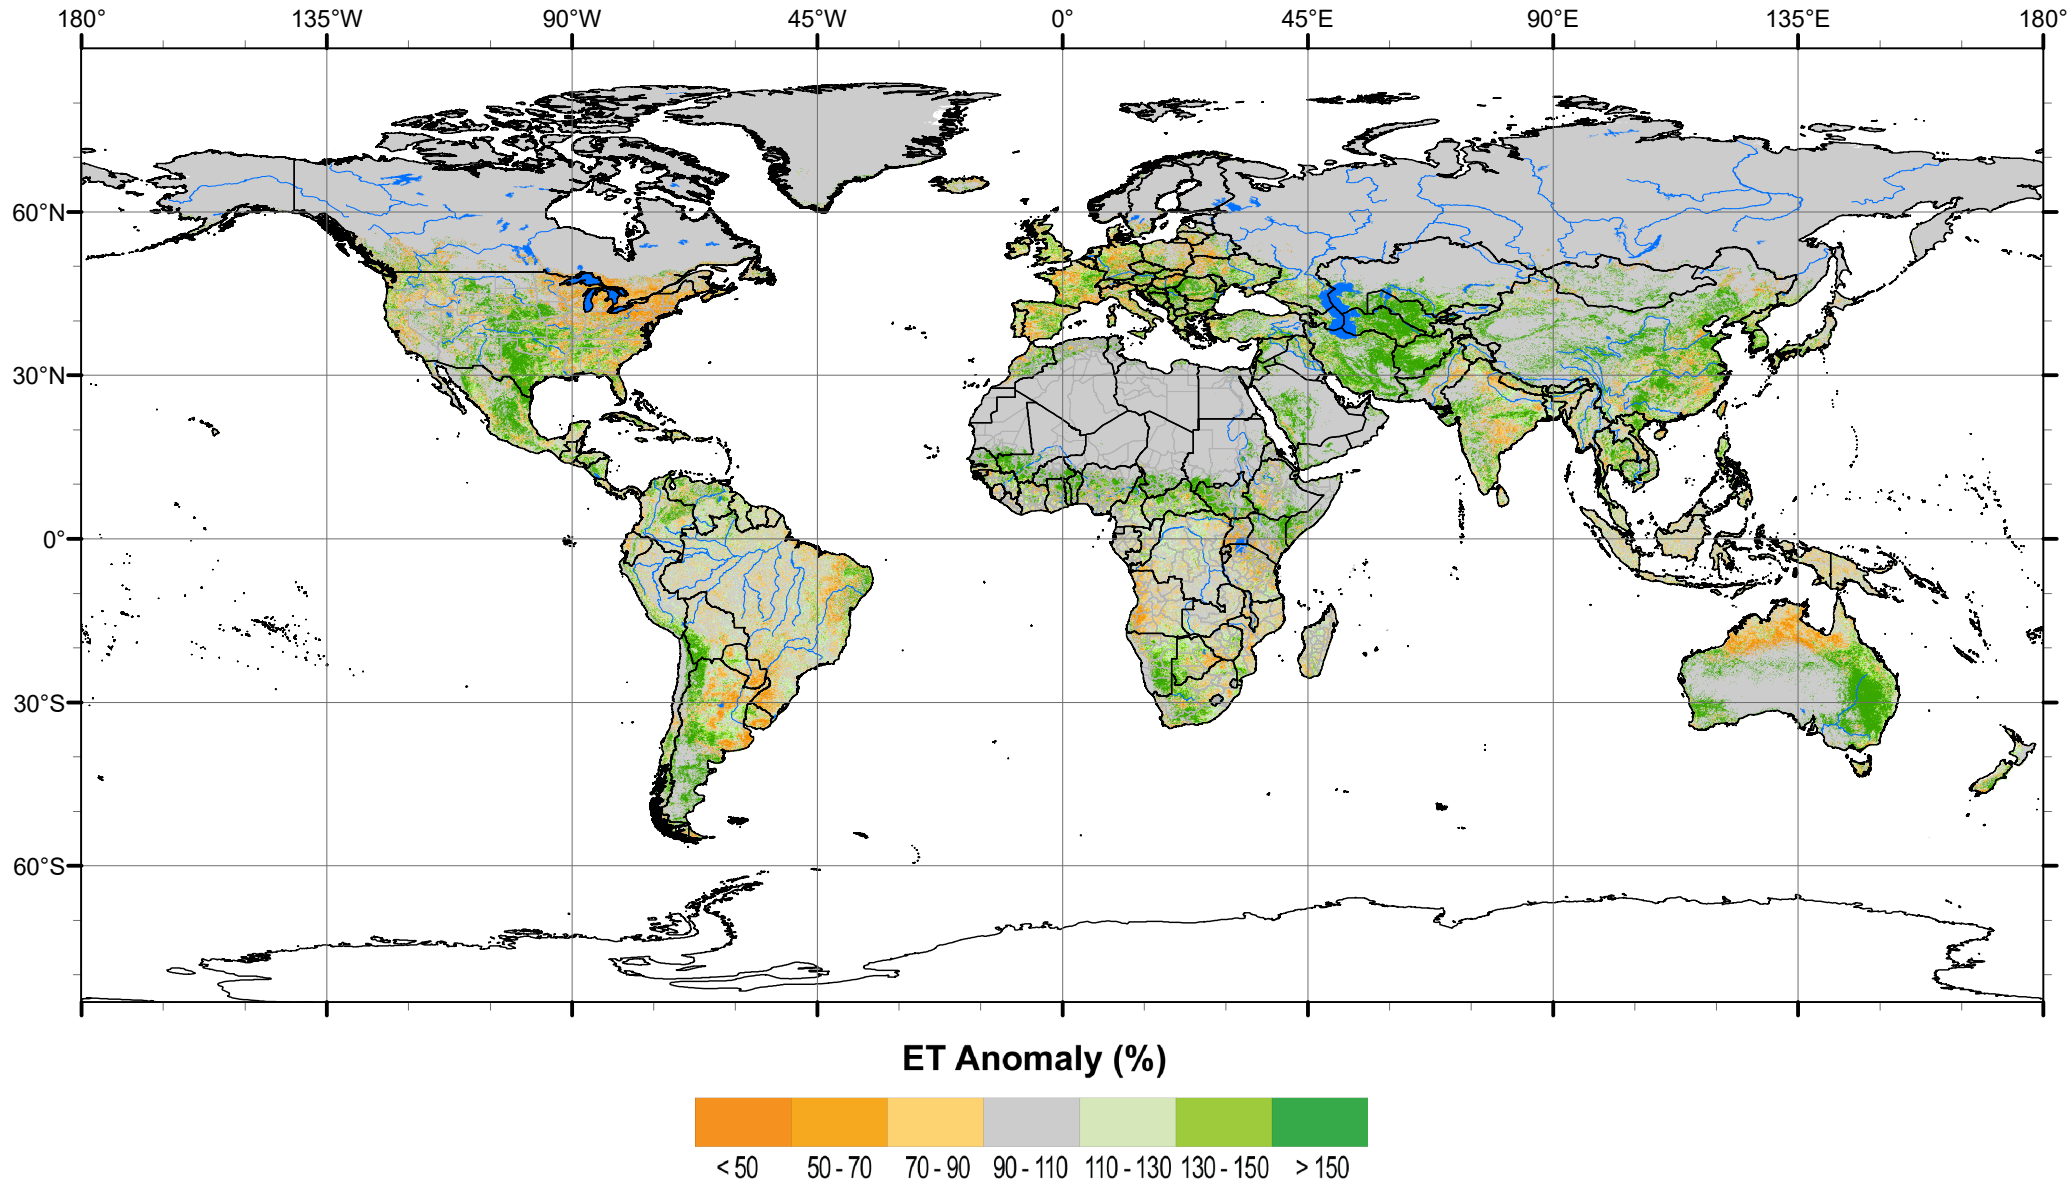 180° 135°W 90°W 45°W 0° 45°E 90°E 135°E 180°
60°N
30°N
0°
30°S
60°S
ET Anomaly (%)
< 50 50 - 70 70 - 90 90 - 110 110 - 130 130 - 150 > 150